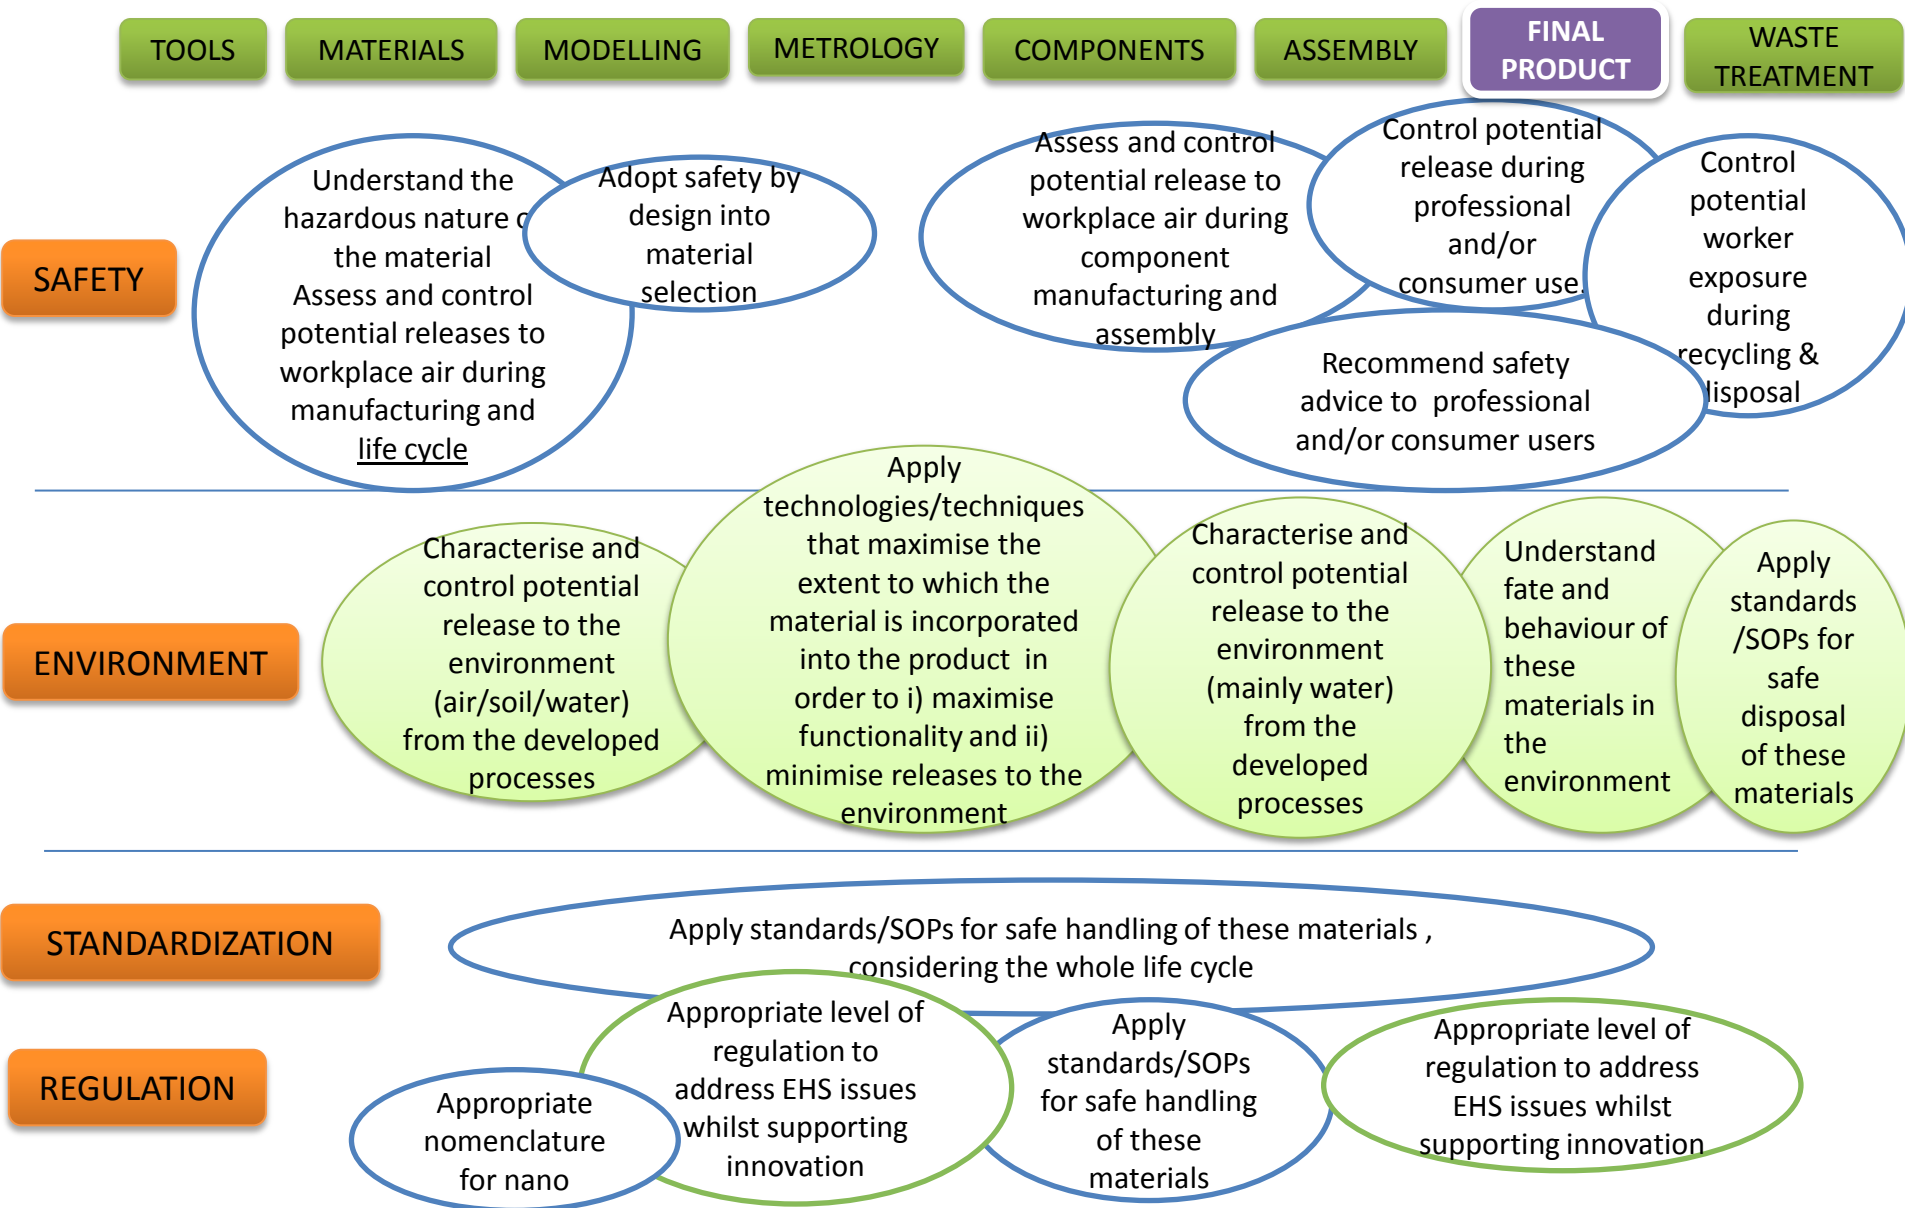 TOOLS
MATERIALS
MODELLING
METROLOGY
COMPONENTS
ASSEMBLY
FINAL
PRODUCT
WASTE
TREATMENT
SAFETY
Understand the
hazardous nature o
the material
Assess and control
potential releases to
workplace air during
manufacturing and
life cycle
Adopt safety by
design into
material
selection
Assess and control
potential release to
workplace air during
component
manufacturing and
assembly
Control potential
release during
professional
and/or
consumer use.
Control
potential
worker
exposure
during
recycling &
disposal
Recommend safety
advice to professional
and/or consumer users
ENVIRONMENT
Characterise and
control potential
release to the
environment
(air/soil/water)
from the developed
processes
Apply
technologies/techniques
that maximise the
extent to which the
material is incorporated
into the product in
order to i) maximise
functionality and ii)
minimise releases to the
environment
Characterise and
control potential
release to the
environment
(mainly water)
from the
developed
processes
Understand
fate and
behaviour of
these
materials in
the
environment
Apply
standards
/SOPs for
safe
disposal
of these
materials
STANDARDIZATION
Apply standards/SOPs for safe handling of these materials ,
considering the whole life cycle
REGULATION
Appropriate
nomenclature
for nano
Appropriate level of
regulation to
address EHS issues
whilst supporting
innovation
Apply
standards/SOPs
for safe handling
of these
materials
Appropriate level of
regulation to address
EHS issues whilst
supporting innovation